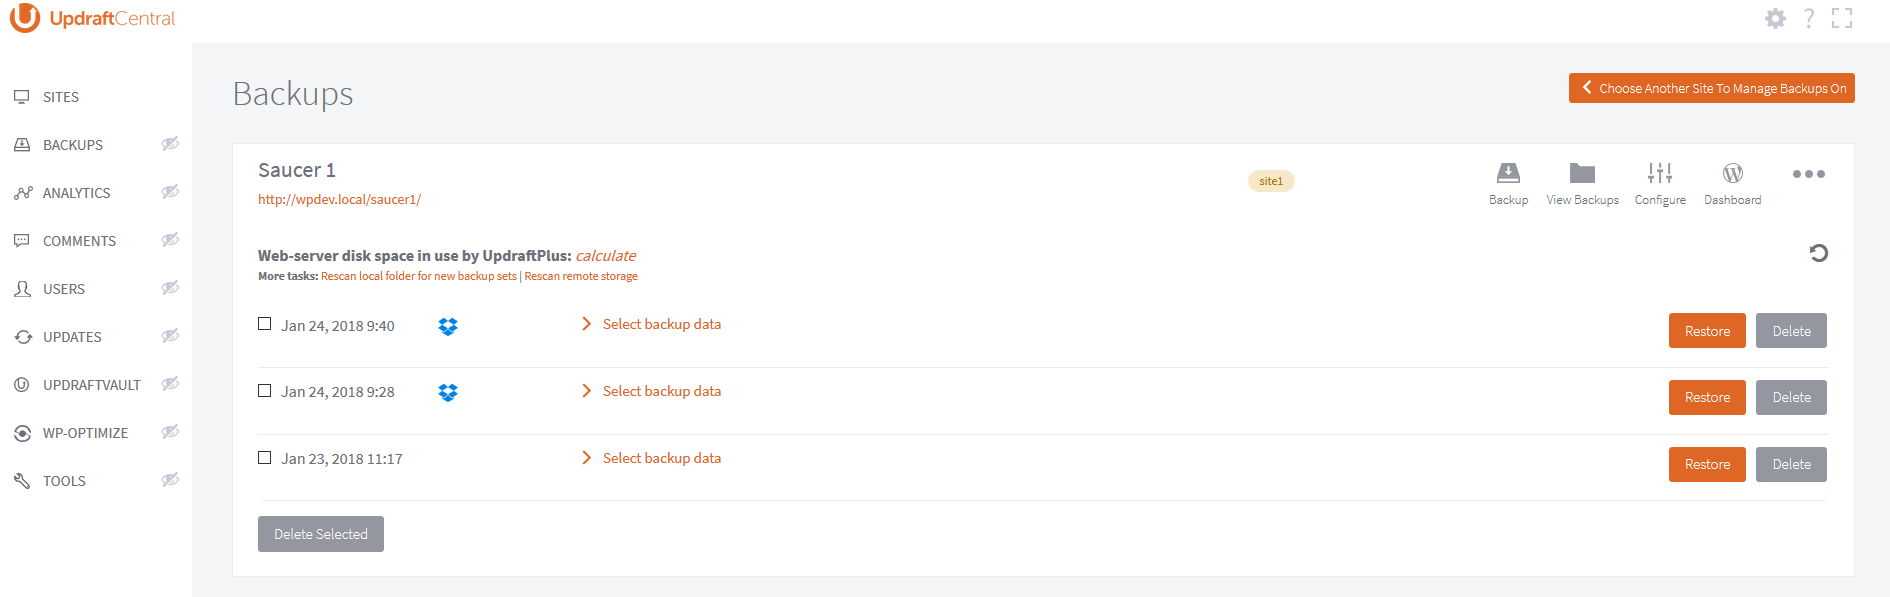 UpdraftCentral
SITES
BACKUPS
ANALYTICS
COMMENTS
USERS
UPDATES
UPDRAFTVAULT
WP-OPTIMIZE
TOOLS
Backups
Choose Another Site To Manage Backups On
Saucer 1
http://wpdev.local/saucer1/
site1
Backup
View Backups
Configure
Dashboard
Web-server disk space in use by UpdraftPlus: calculate
More tasks: Rescan local folder for new backup sets | Rescan remote storage
Jan 24, 2018 9:40 Select backup data Restore Delete
Jan 24, 2018 9:28 Select backup data Restore Delete
Jan 23, 2018 11:17 Select backup data Restore Delete
Delete Selected